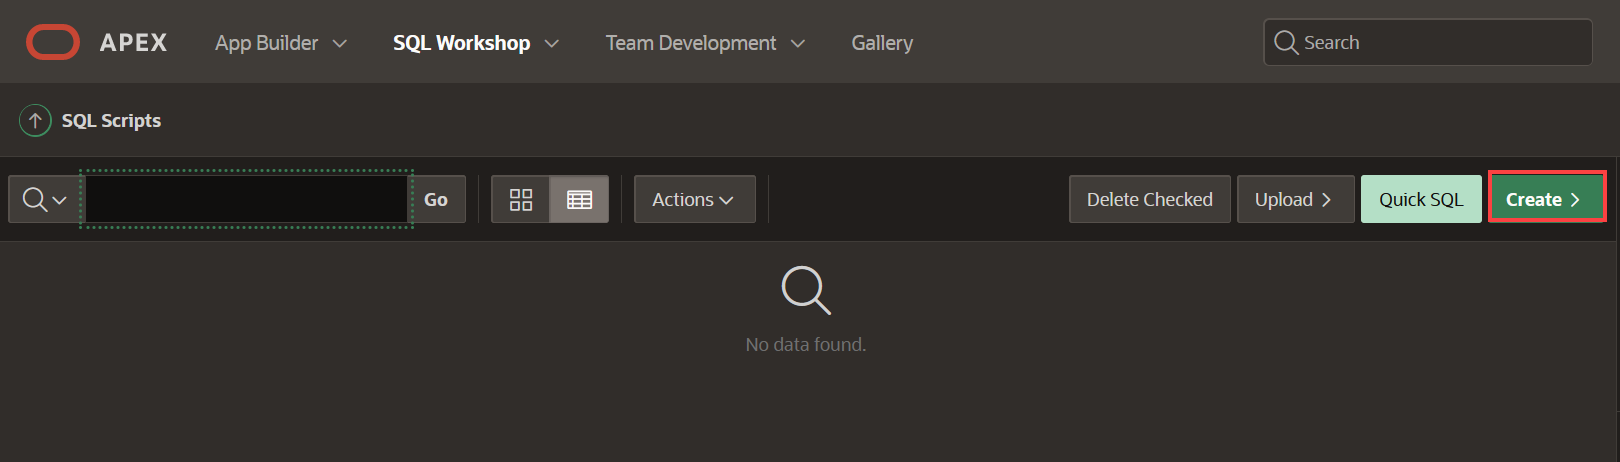 APEX App Builder SQL Workshop Team Development Gallery Search
SQL Scripts
Go Actions Delete Checked Upload Quick SQL Create
No data found.